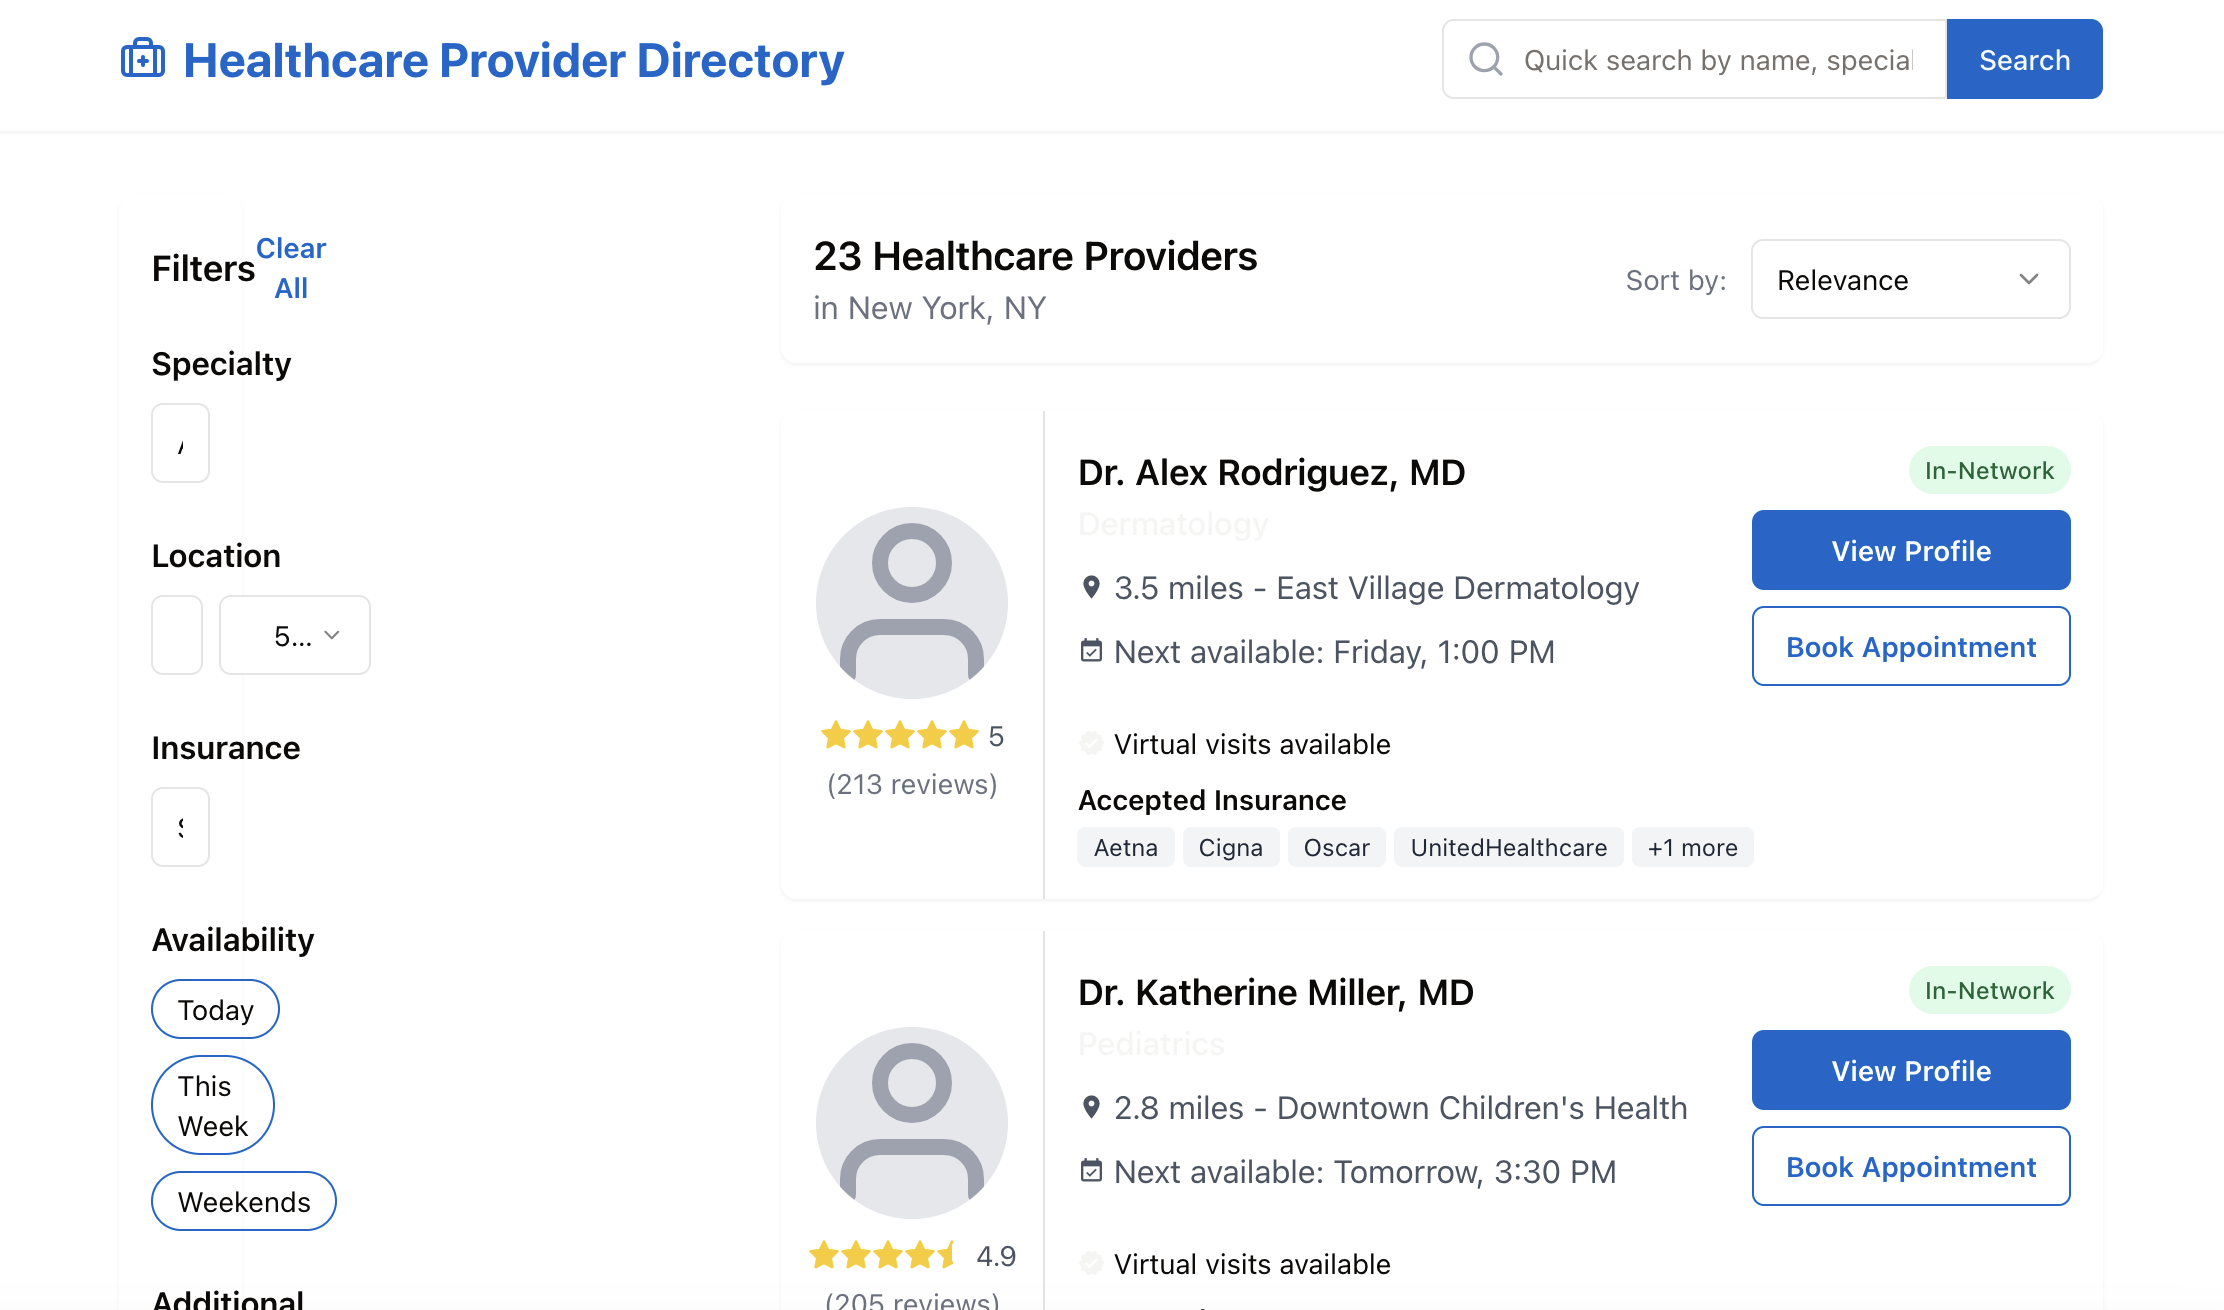 Healthcare Provider Directory
Quick search by name, special
Search
Filters
Clear
All
Specialty
Location
5...
Insurance
Availability
Today
This
Week
Weekends
Additional
23 Healthcare Providers
in New York, NY
Sort by:
Relevance
Dr. Alex Rodriguez, MD
In-Network
Dermatology
View Profile
3.5 miles - East Village Dermatology
Book Appointment
Next available: Friday, 1:00 PM
5
(213 reviews)
Virtual visits available
Accepted Insurance
Aetna Cigna Oscar UnitedHealthcare +1 more
Dr. Katherine Miller, MD
In-Network
Pediatrics
View Profile
2.8 miles - Downtown Children's Health
Book Appointment
Next available: Tomorrow, 3:30 PM
4.9
(205 reviews)
Virtual visits available